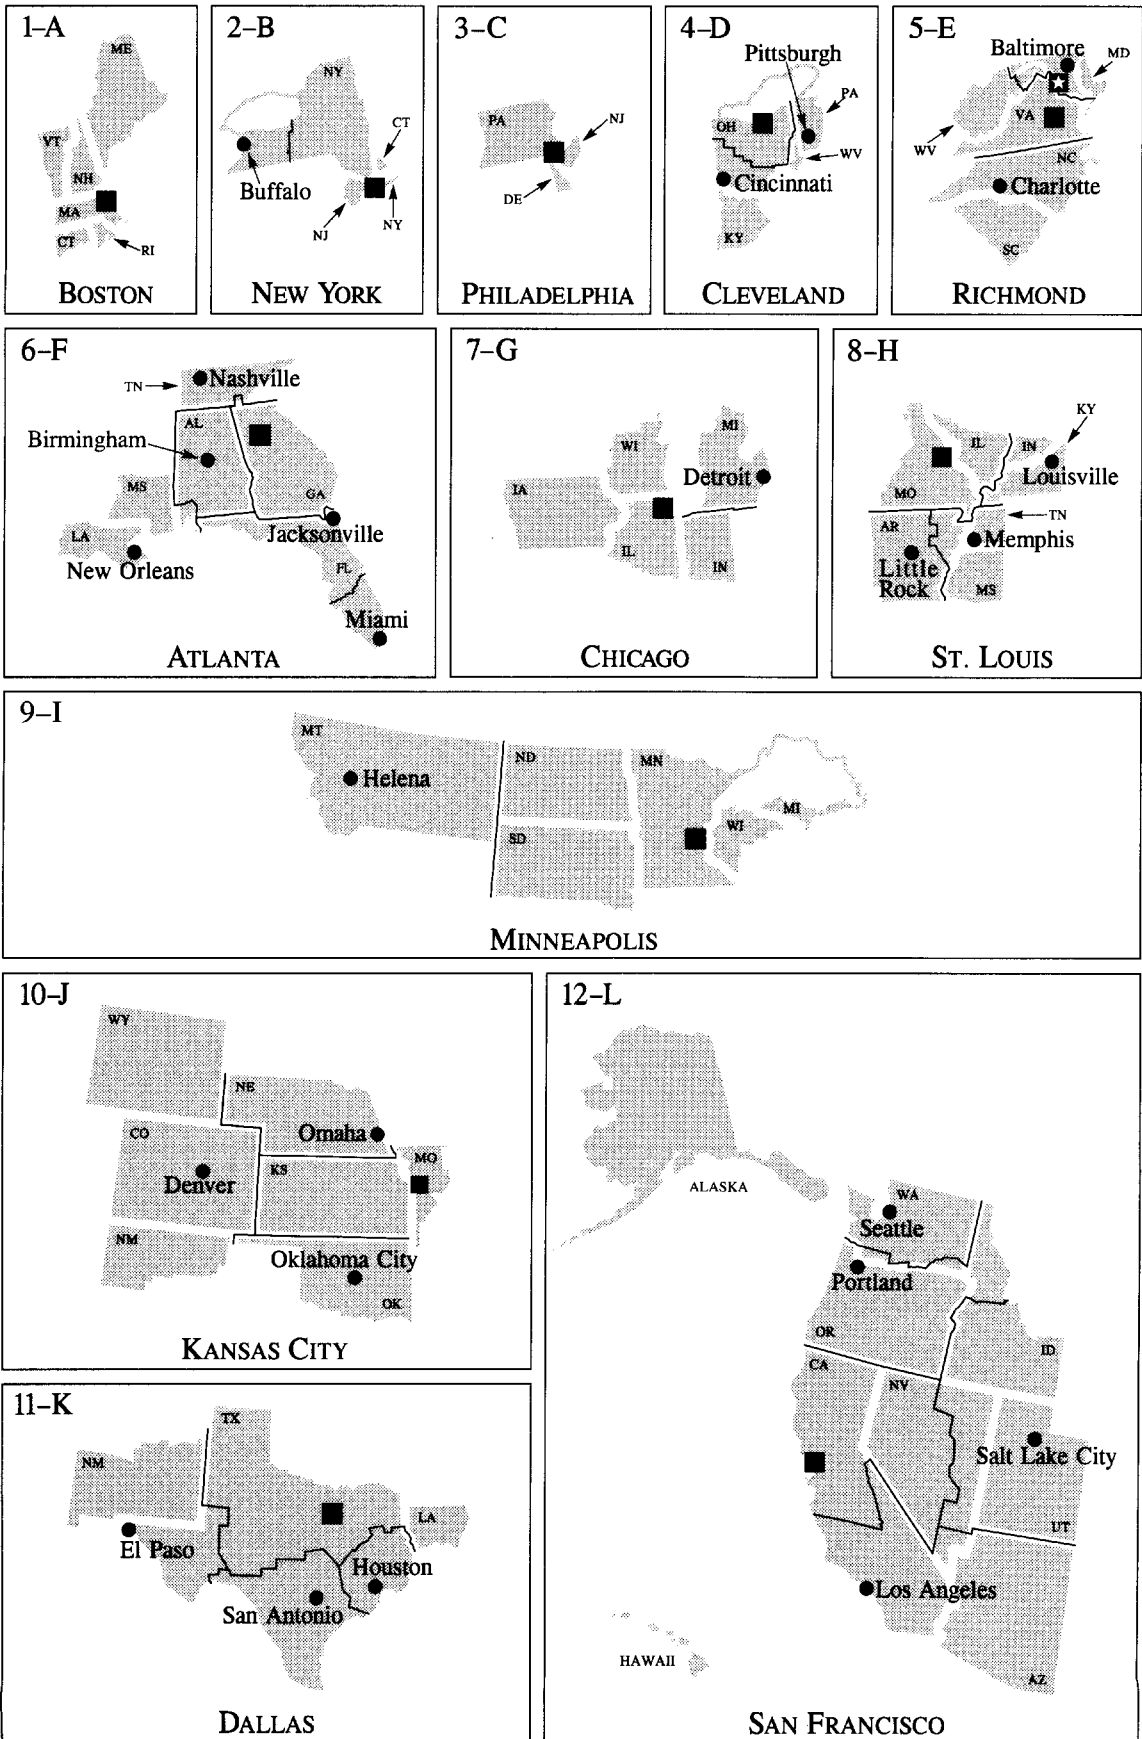 1–A
ME
VT
NH
MA
CT
RI
BOSTON
2–B
NY
CT
Buffalo
NJ
NY
NEW YORK
3–C
PA
NJ
DE
PHILADELPHIA
4–D
Pittsburgh
PA
OH
WV
Cincinnati
KY
CLEVELAND
5–E
Baltimore
MD
VA
WV
NC
Charlotte
SC
RICHMOND
6–F
TN
Nashville
AL
Birmingham
MS
GA
LA
Jacksonville
New Orleans
FL
Miami
ATLANTA
7–G
MI
WI
Detroit
IA
IL
IN
CHICAGO
8–H
KY
IL
IN
Louisville
MO
TN
AR
Memphis
Little
Rock
MS
ST. LOUIS
9–I
MT
ND
MN
Helena
MI
WI
SD
MINNEAPOLIS
10–J
WY
NE
CO
Omaha
MO
KS
Denver
NM
Oklahoma City
OK
KANSAS CITY
11–K
TX
NM
LA
El Paso
Houston
San Antonio
DALLAS
12–L
ALASKA
WA
Seattle
Portland
OR
ID
CA
NV
Salt Lake City
UT
Los Angeles
HAWAII
AZ
SAN FRANCISCO